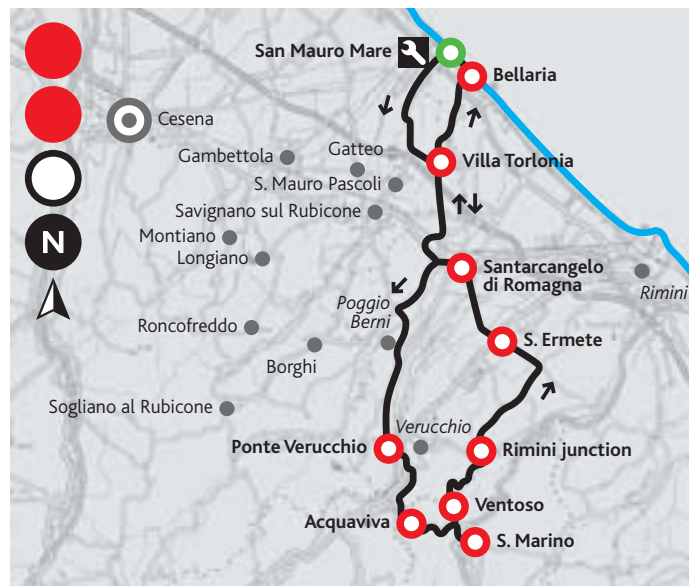 San Mauro Mare
Bellaria
Cesena
Gatteo
Gambettola
Villa Torlonia
S. Mauro Pascoli
Savignano sul Rubicone
N
Montiano
Longiano
Santarcangelo
di Romagna
Rimini
Poggio
Berni
Roncofreddo
S. Ermete
Borghi
Sogliano al Rubicone
Verucchio
Ponte Verucchio
Rimini junction
Ventoso
Acquaviva
S. Marino